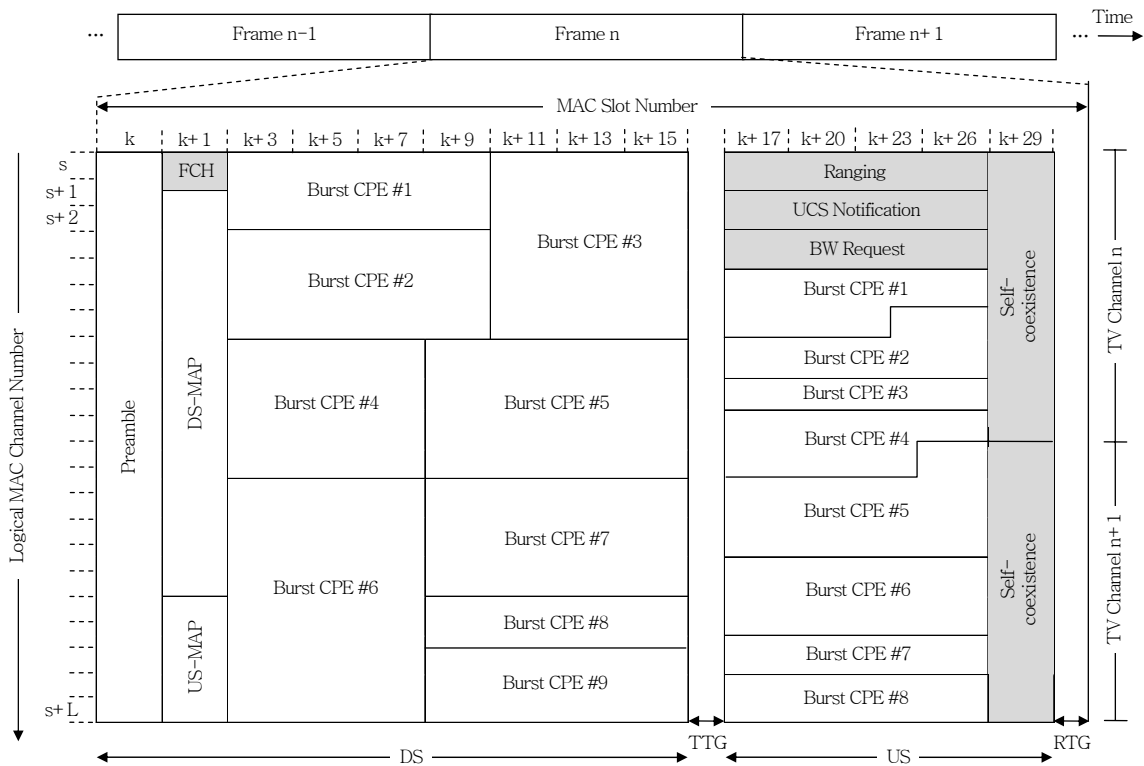 ... Frame n-1 Frame n Frame n+1 ... Time
MAC Slot Number
k k+1 k+3 k+5 k+7 k+9 k+11 k+13 k+15 k+17 k+20 k+23 k+26 k+29
s
s+1
s+2
s+L
Logical MAC Channel Number
Preamble
FCH
DS-MAP
US-MAP
Burst CPE #1
Burst CPE #2
Burst CPE #3
Burst CPE #4
Burst CPE #5
Burst CPE #6
Burst CPE #7
Burst CPE #8
Burst CPE #9
Ranging
UCS Notification
BW Request
Burst CPE #1
Burst CPE #2
Burst CPE #3
Burst CPE #4
Burst CPE #5
Burst CPE #6
Burst CPE #7
Burst CPE #8
Self-
coexistence
Self-
coexistence
TV Channel n
TV Channel n+1
TTG
RTG
DS
US